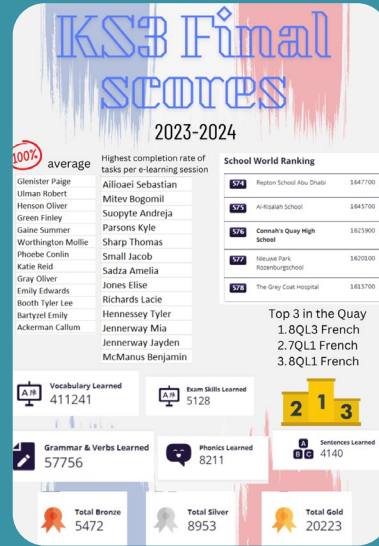 KS3 Final
scores
2023-2024
100%
average
Glenister Paige
Ulman Robert
Henson Oliver
Green Finley
Gaine Summer
Worthington Mollie
Phoebe Conlin
Katie Reid
Gray Oliver
Emily Edwards
Booth Tyler Lee
Bartyzel Emily
Ackerman Callum
Highest completion rate of
tasks per e-learning session
Ailioaei Sebastian
Mitev Bogomil
Suopyte Andreja
Parsons Kyle
Sharp Thomas
Small Jacob
Sadza Amelia
Jones Elise
Richards Lacie
Hennessey Tyler
Jennerway Mia
Jennerway Jayden
McManus Benjamin
School World Ranking
574 Repton School Abu Dhabi 1647700
575 Al-Risalah School 1645700
576 Connah's Quay High
School 1625900
577 Nieuwe Park
Rozenburgschool 1620100
578 The Grey Coat Hospital 1615700
Top 3 in the Quay
1.8QL3 French
2.7QL1 French
3.8QL1 French
2 1 3
Vocabulary Learned
411241
Exam Skills Learned
5128
Grammar & Verbs Learned
57756
Phonics Learned
8211
A
B C
Sentences Learned
4140
Total Bronze
5472
Total Silver
8953
Total Gold
20223